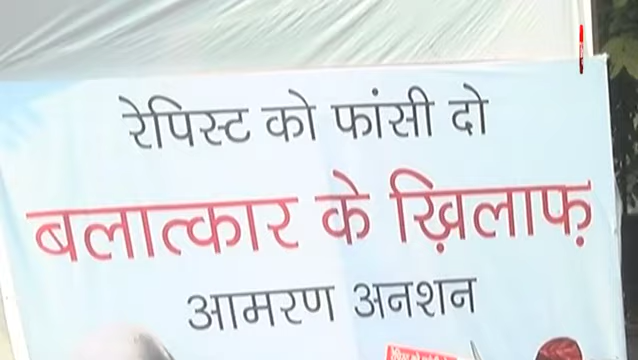 रेपिस्ट को फांसी दो
बलात्कार के ख़िलाफ़
आमरण अनशन